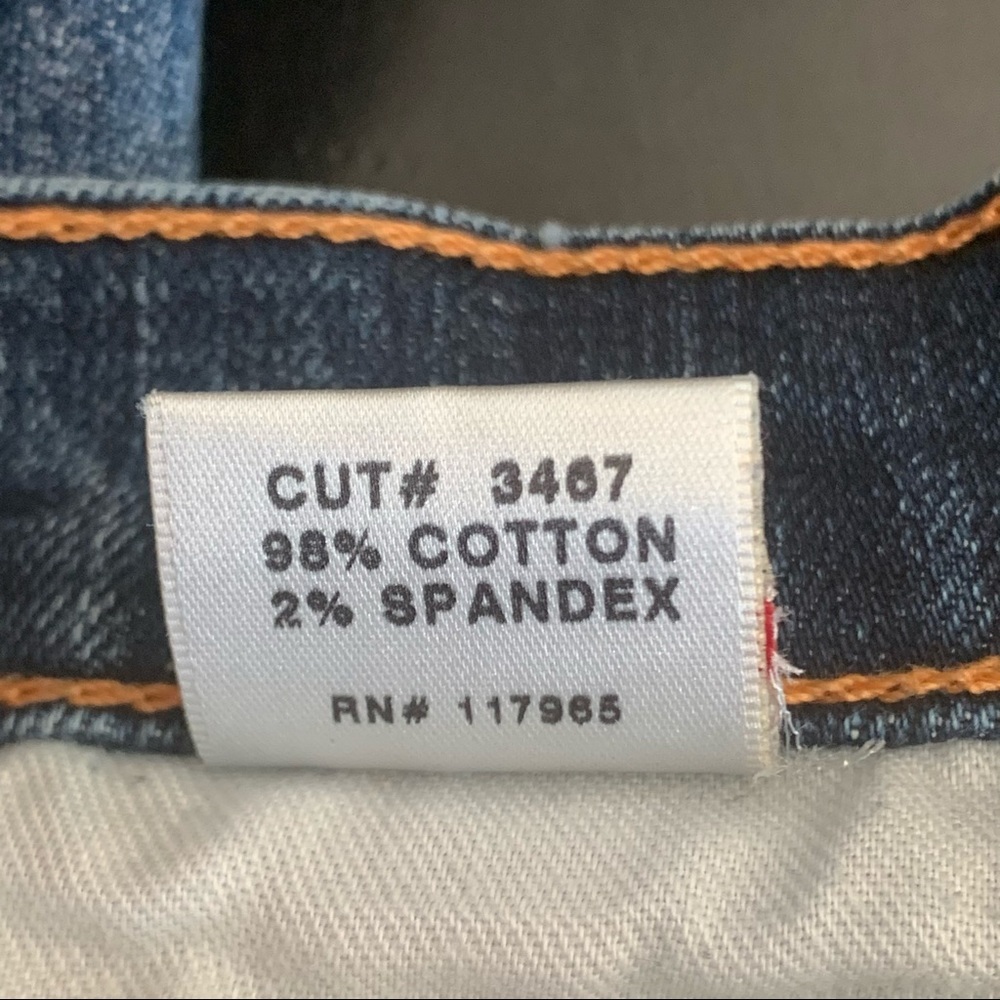 CUT# 3467
98% COTTON
2% SPANDEX
RN# 117965